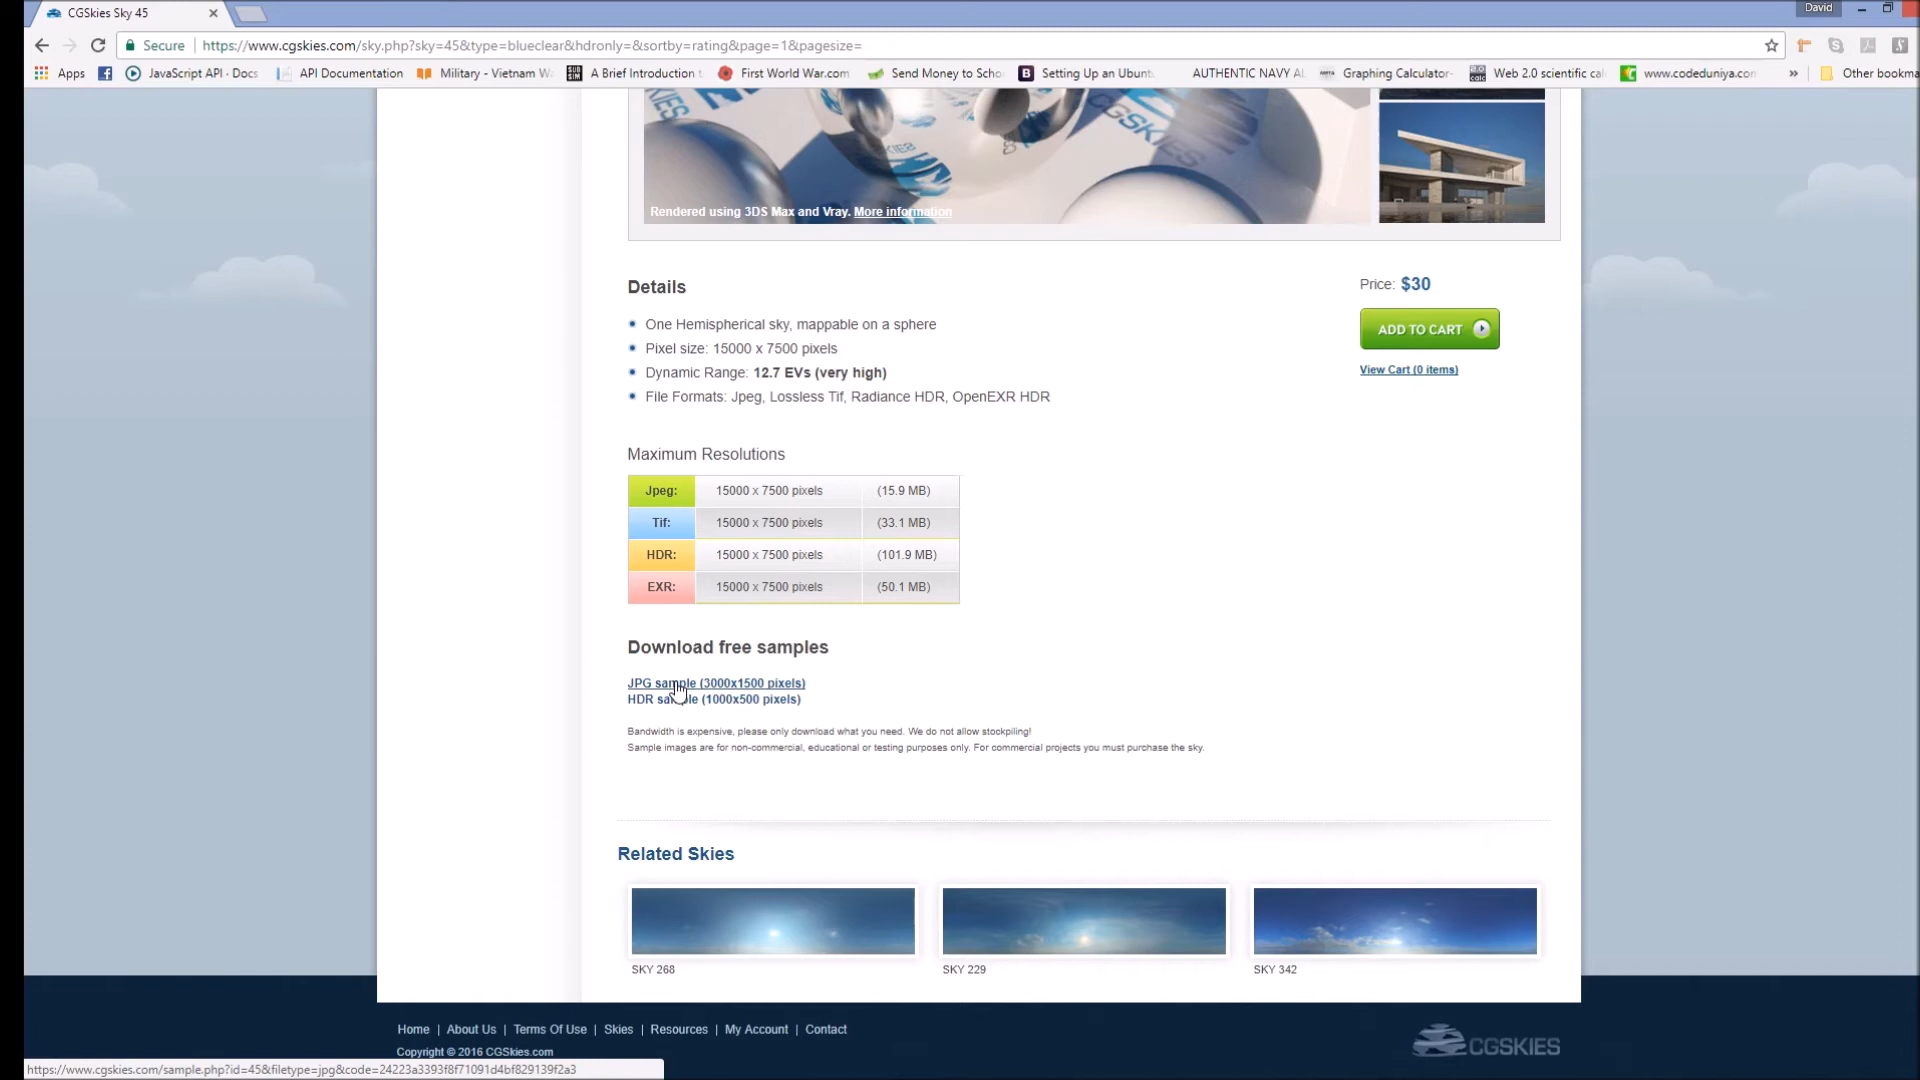 CGSkies Sky 45
David
Secure https://www.cgskies.com/sky.php?sky=45&type=blueclear&hdronly=&sortby=rating&page=1&pagesize=
Apps JavaScript API - Docs API Documentation Military - Vietnam Wa A Brief Introduction t First World War.com Send Money to Scho Setting Up an Ubunt AUTHENTIC NAVY AL Graphing Calculator Web 2.0 scientific cal www.codeduniya.com » Other bookma
CGSKIES
Rendered using 3DS Max and Vray. More information
Details
Price: $30
One Hemispherical sky, mappable on a sphere
ADD TO CART
Pixel size: 15000 x 7500 pixels
View Cart (0 items)
Dynamic Range: 12.7 EVs (very high)
File Formats: Jpeg, Lossless Tif, Radiance HDR, OpenEXR HDR
Maximum Resolutions
Jpeg: 15000 x 7500 pixels (15.9 MB)
Tif: 15000 x 7500 pixels (33.1 MB)
HDR: 15000 x 7500 pixels (101.9 MB)
EXR: 15000 x 7500 pixels (50.1 MB)
Download free samples
JPG sample (3000x1500 pixels)
HDR sample (1000x500 pixels)
Bandwidth is expensive, please only download what you need. We do not allow stockpiling!
Sample images are for non-commercial, educational or testing purposes only. For commercial projects you must purchase the sky.
Related Skies
SKY 268 SKY 229 SKY 342
Home | About Us | Terms Of Use | Skies | Resources | My Account | Contact
Copyright © 2016 CGSkies.com
CGSKIES
https://www.cgskies.com/sample.php?id=45&filetype=jpg&code=24223a3393f8f71091d4bf829139f2a3